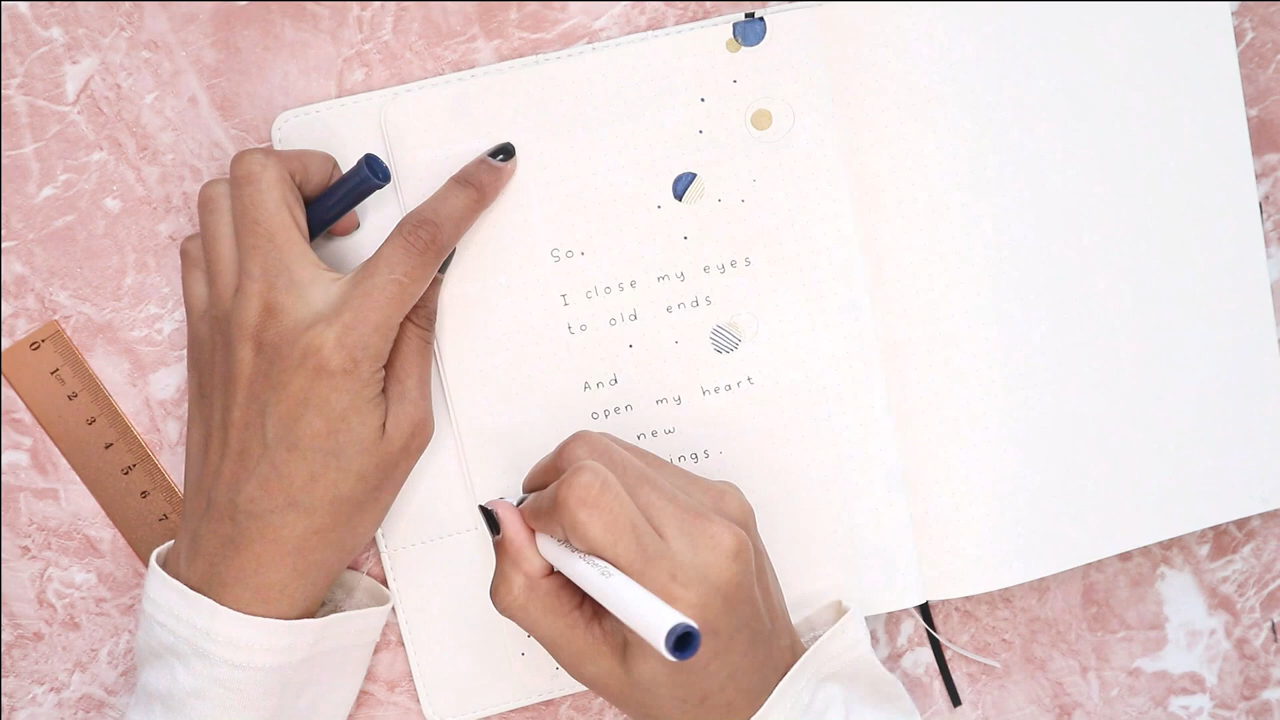 So,
I close my eyes
to old ends
And
open my heart
new
ings.
0
1cm
2
3
4
5
6
7